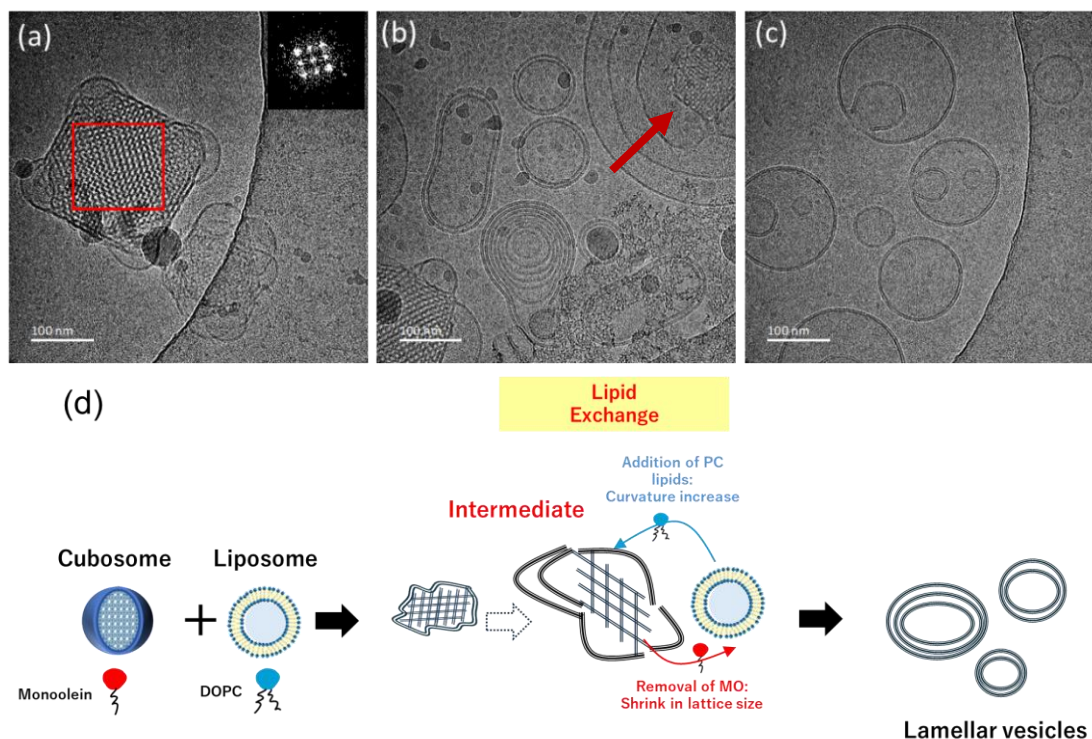 (a)
(b)
(c)
100 nm
100 nm
100 nm
(d)
Lipid
Exchange
Addition of PC
lipids:
Curvature increase
Intermediate
Cubosome
Liposome
+
Monoolein
DOPC
Removal of MO:
Shrink in lattice size
Lamellar vesicles